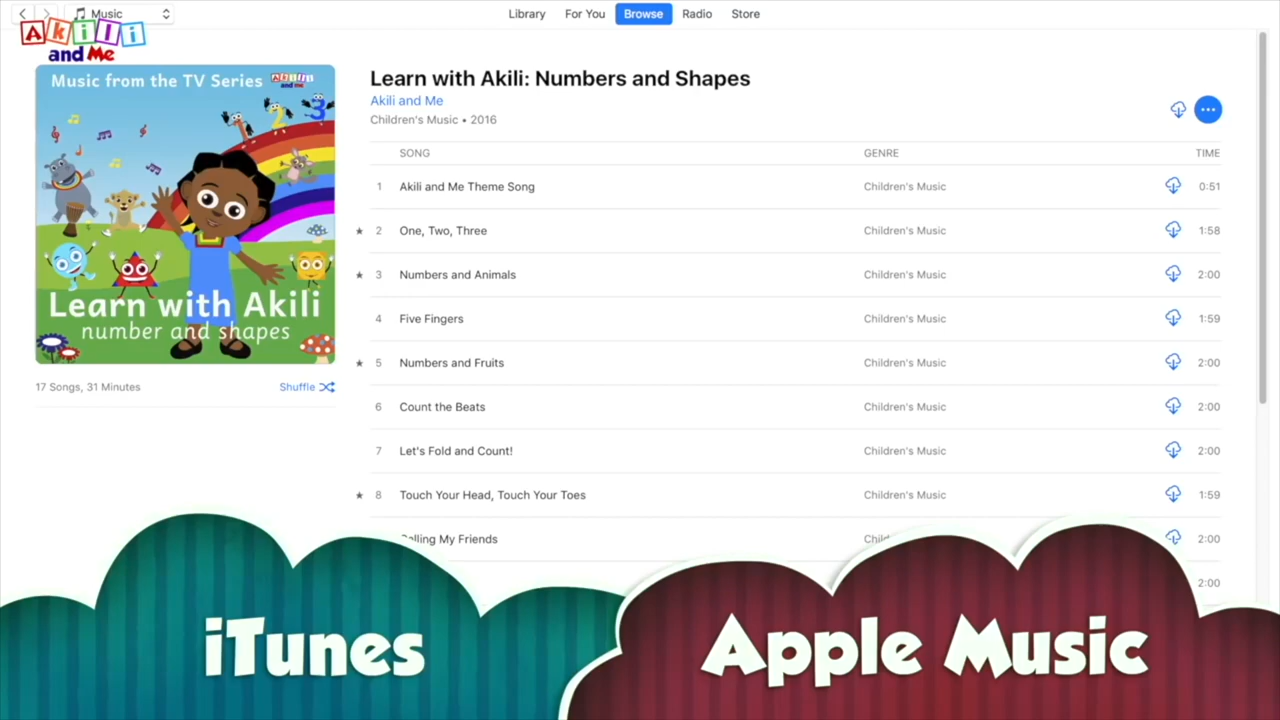 Music
Library
For You
Browse
Radio
Store
Akili
and Me
Music from the TV Series
Akili
and Me
1
2
3
Learn with Akili
number and shapes
17 Songs, 31 Minutes
Shuffle
Learn with Akili: Numbers and Shapes
Akili and Me
Children's Music • 2016
SONG GENRE TIME
1 Akili and Me Theme Song Children's Music 0:51
★ 2 One, Two, Three Children's Music 1:58
★ 3 Numbers and Animals Children's Music 2:00
4 Five Fingers Children's Music 1:59
★ 5 Numbers and Fruits Children's Music 2:00
6 Count the Beats Children's Music 2:00
7 Let's Fold and Count! Children's Music 2:00
★ 8 Touch Your Head, Touch Your Toes Children's Music 1:59
My Friends 2:00
2:00
iTunes
Apple Music